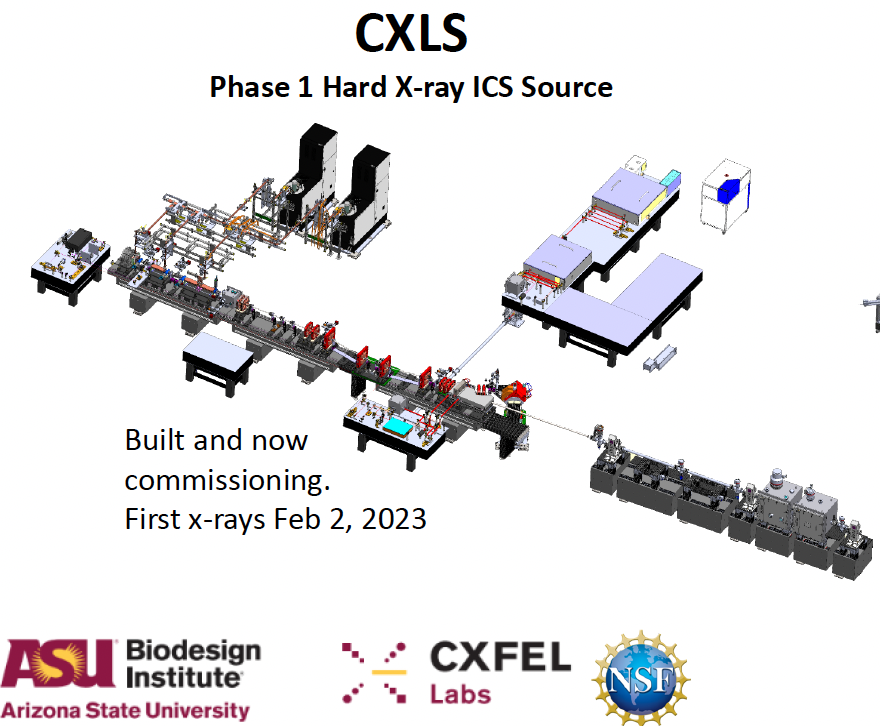 CXLS
Phase 1 Hard X-ray ICS Source
Built and now
commissioning.
First x-rays Feb 2, 2023
ASU Biodesign
Institute
Arizona State University
CXFEL
Labs
NSF